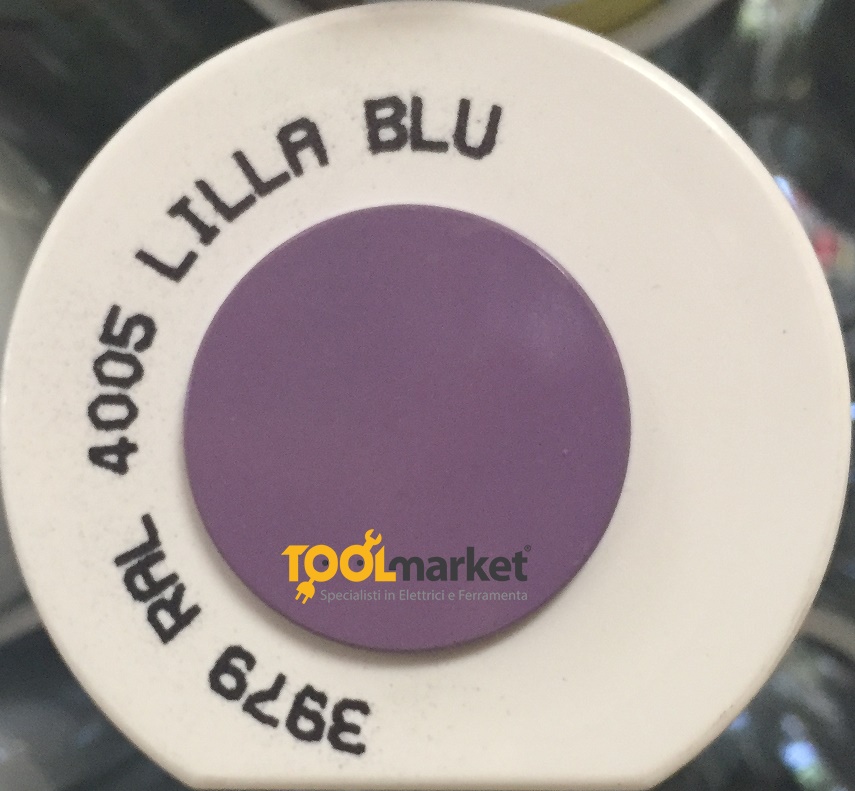 3979 RAL 4005 LILLA BLU
TOOLmarket®
Specialisti in Elettrici e Ferramenta